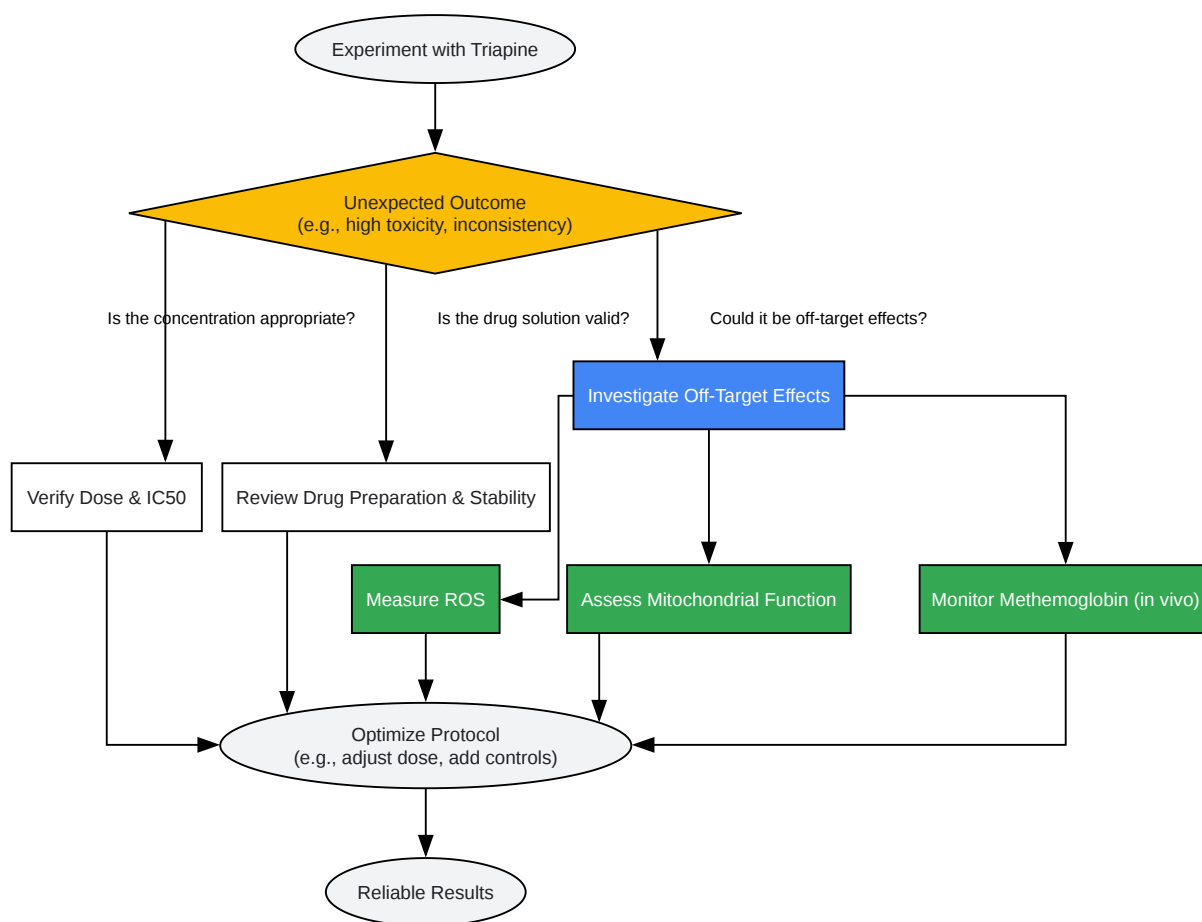 Experiment with Triapine
Unexpected Outcome
(e.g., high toxicity, inconsistency)
Is the concentration appropriate?
Is the drug solution valid?
Could it be off-target effects?
Investigate Off-Target Effects
Verify Dose & IC50
Review Drug Preparation & Stability
Measure ROS
Assess Mitochondrial Function
Monitor Methemoglobin (in vivo)
Optimize Protocol
(e.g., adjust dose, add controls)
Reliable Results